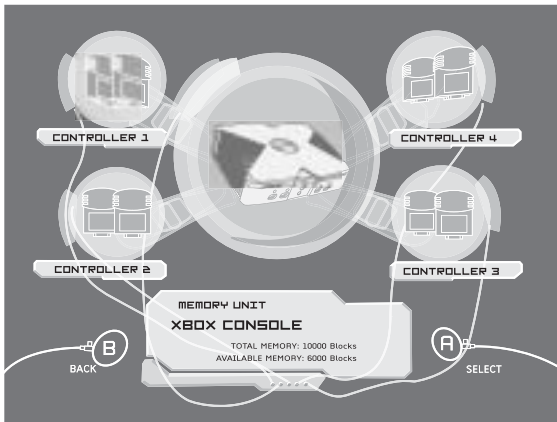 CONTROLLER 1
CONTROLLER 4
CONTROLLER 2
CONTROLLER 3
MEMORY UNIT
XBOX CONSOLE
TOTAL MEMORY: 10000 Blocks
AVAILABLE MEMORY: 6000 Blocks
B
BACK
A
SELECT